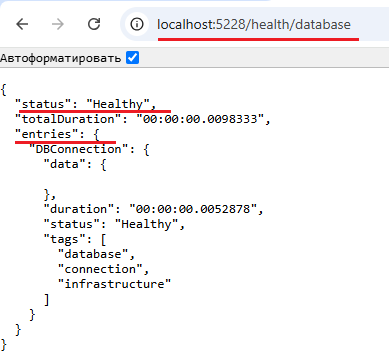 localhost:5228/health/database
Автоформатировать
{
  "status": "Healthy",
  "totalDuration": "00:00:00.0098333",
  "entries": {
    "DBConnection": {
      "data": {

      },
      "duration": "00:00:00.0052878",
      "status": "Healthy",
      "tags": [
        "database",
        "connection",
        "infrastructure"
      ]
    }
  }
}